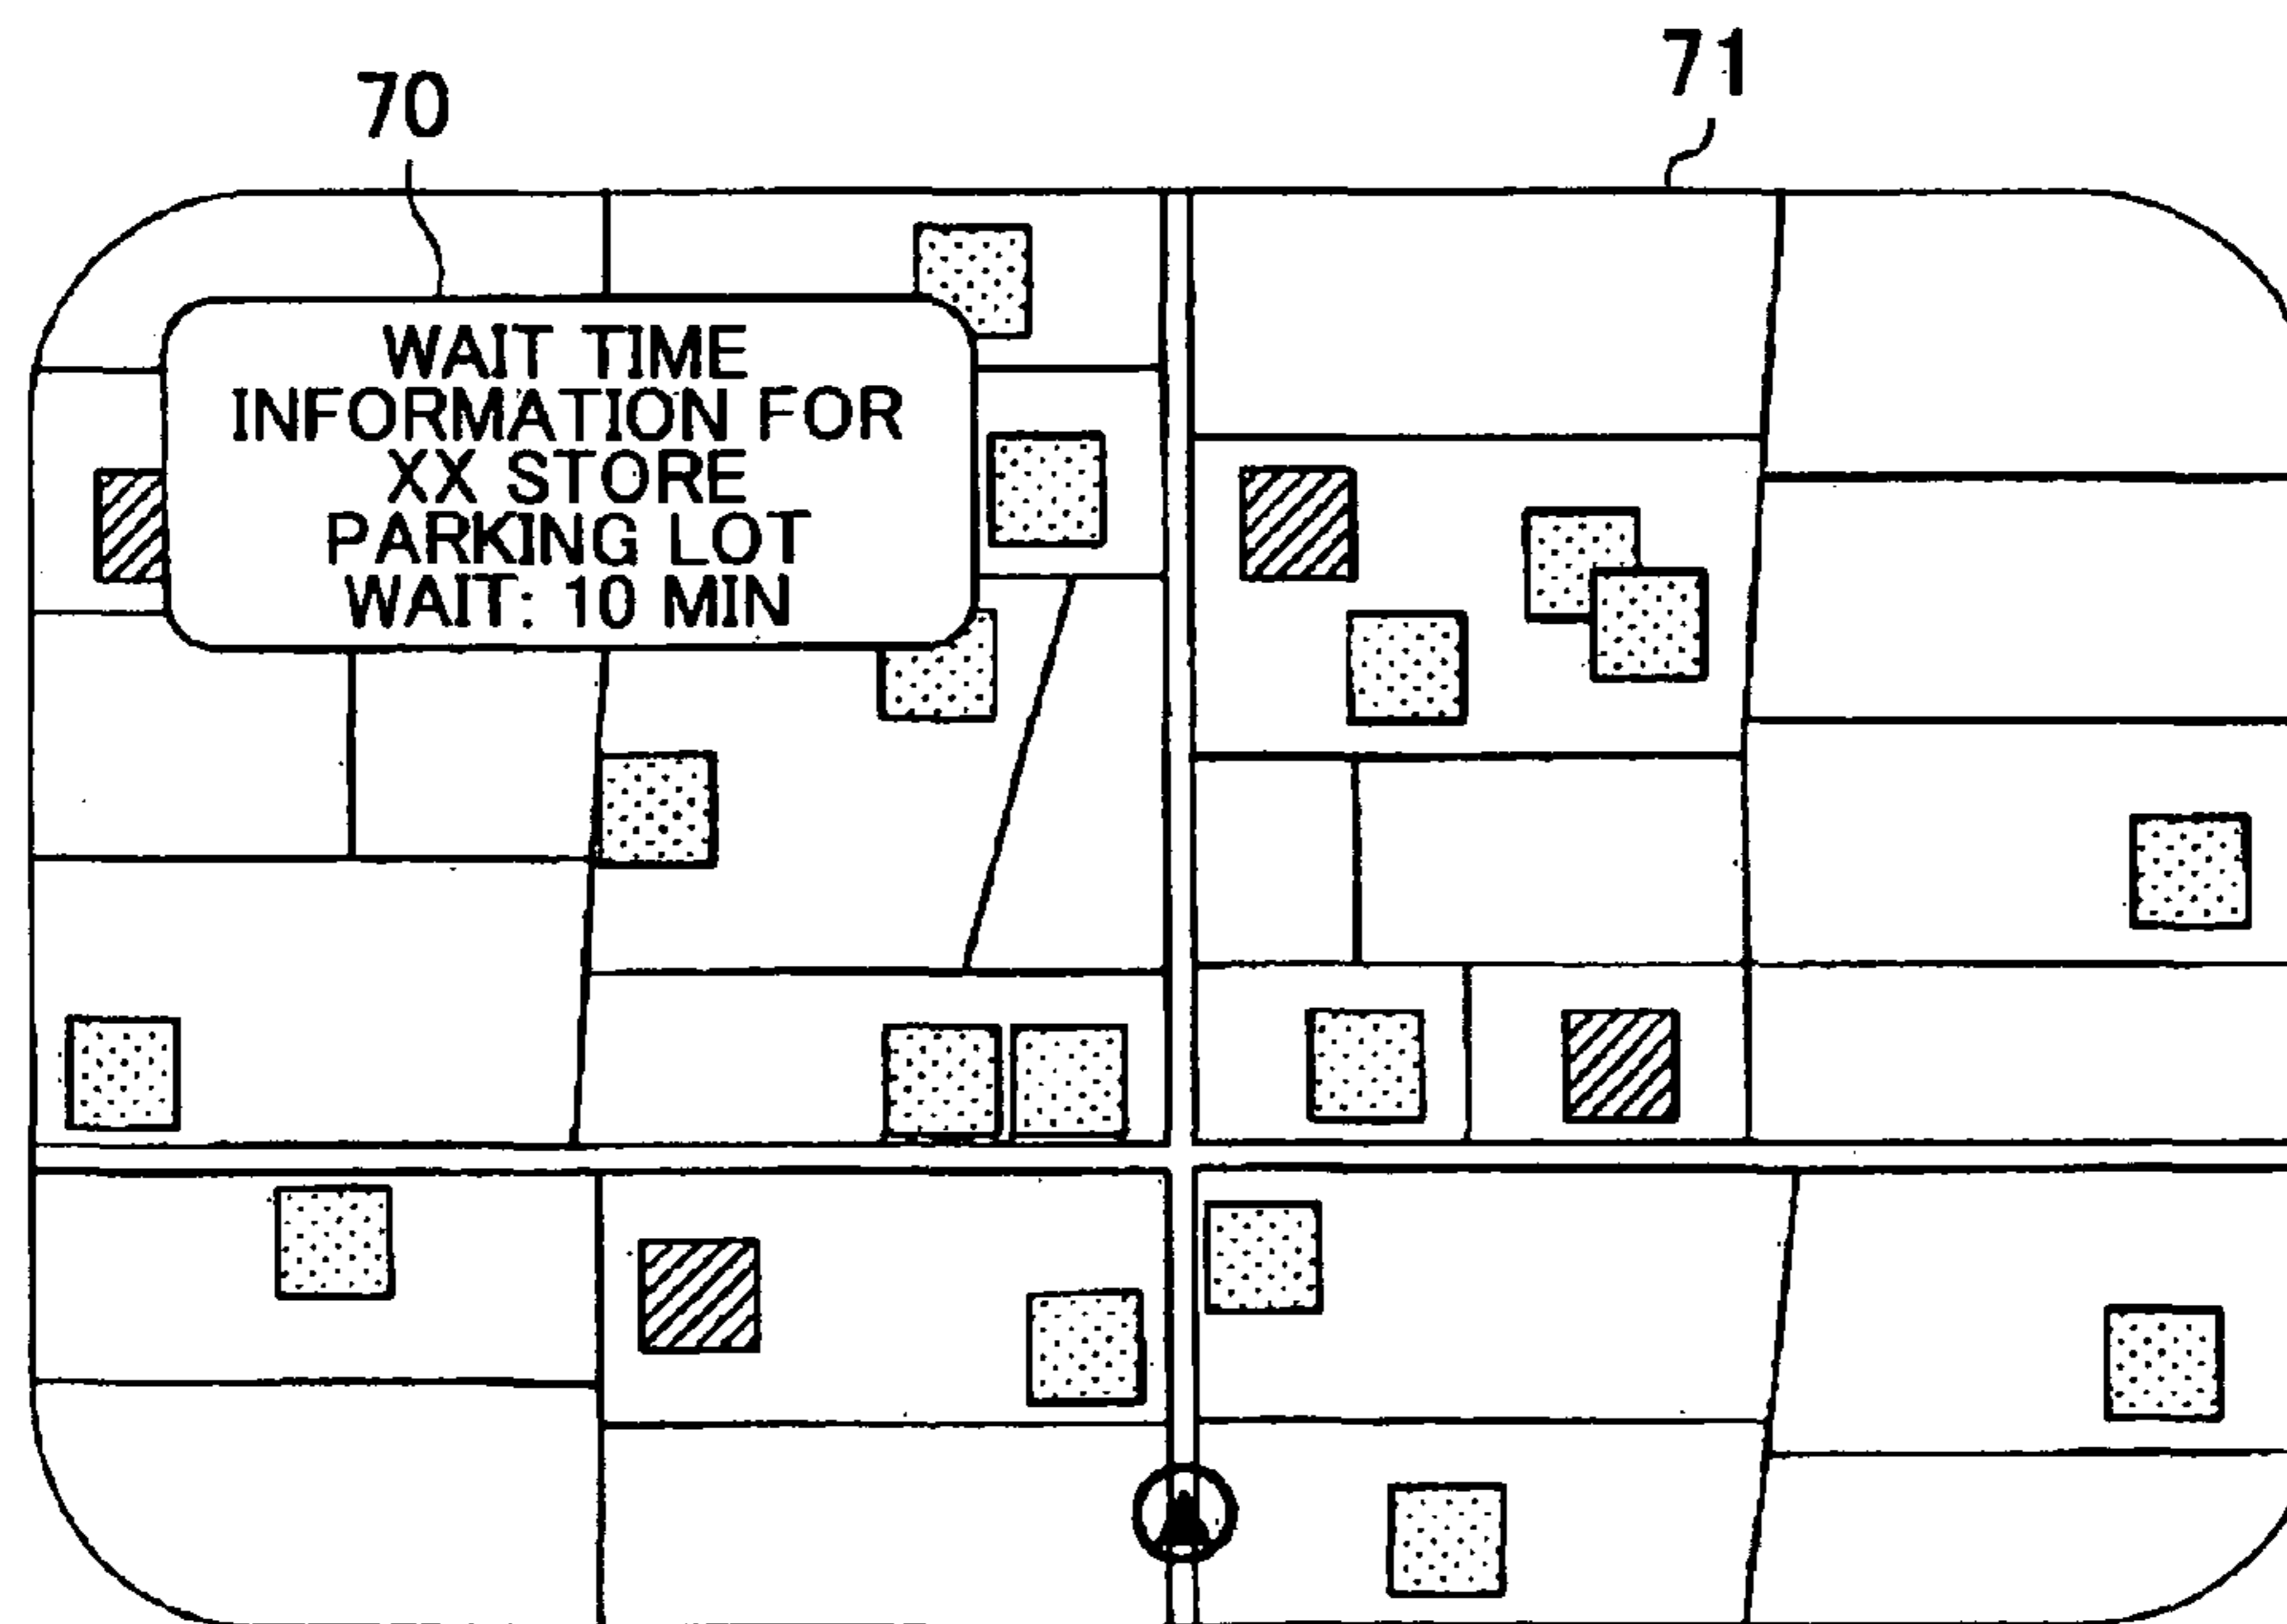 71
70
WAIT TIME
INFORMATION FOR
XX STORE
PARKING LOT
WAIT: 10 MIN